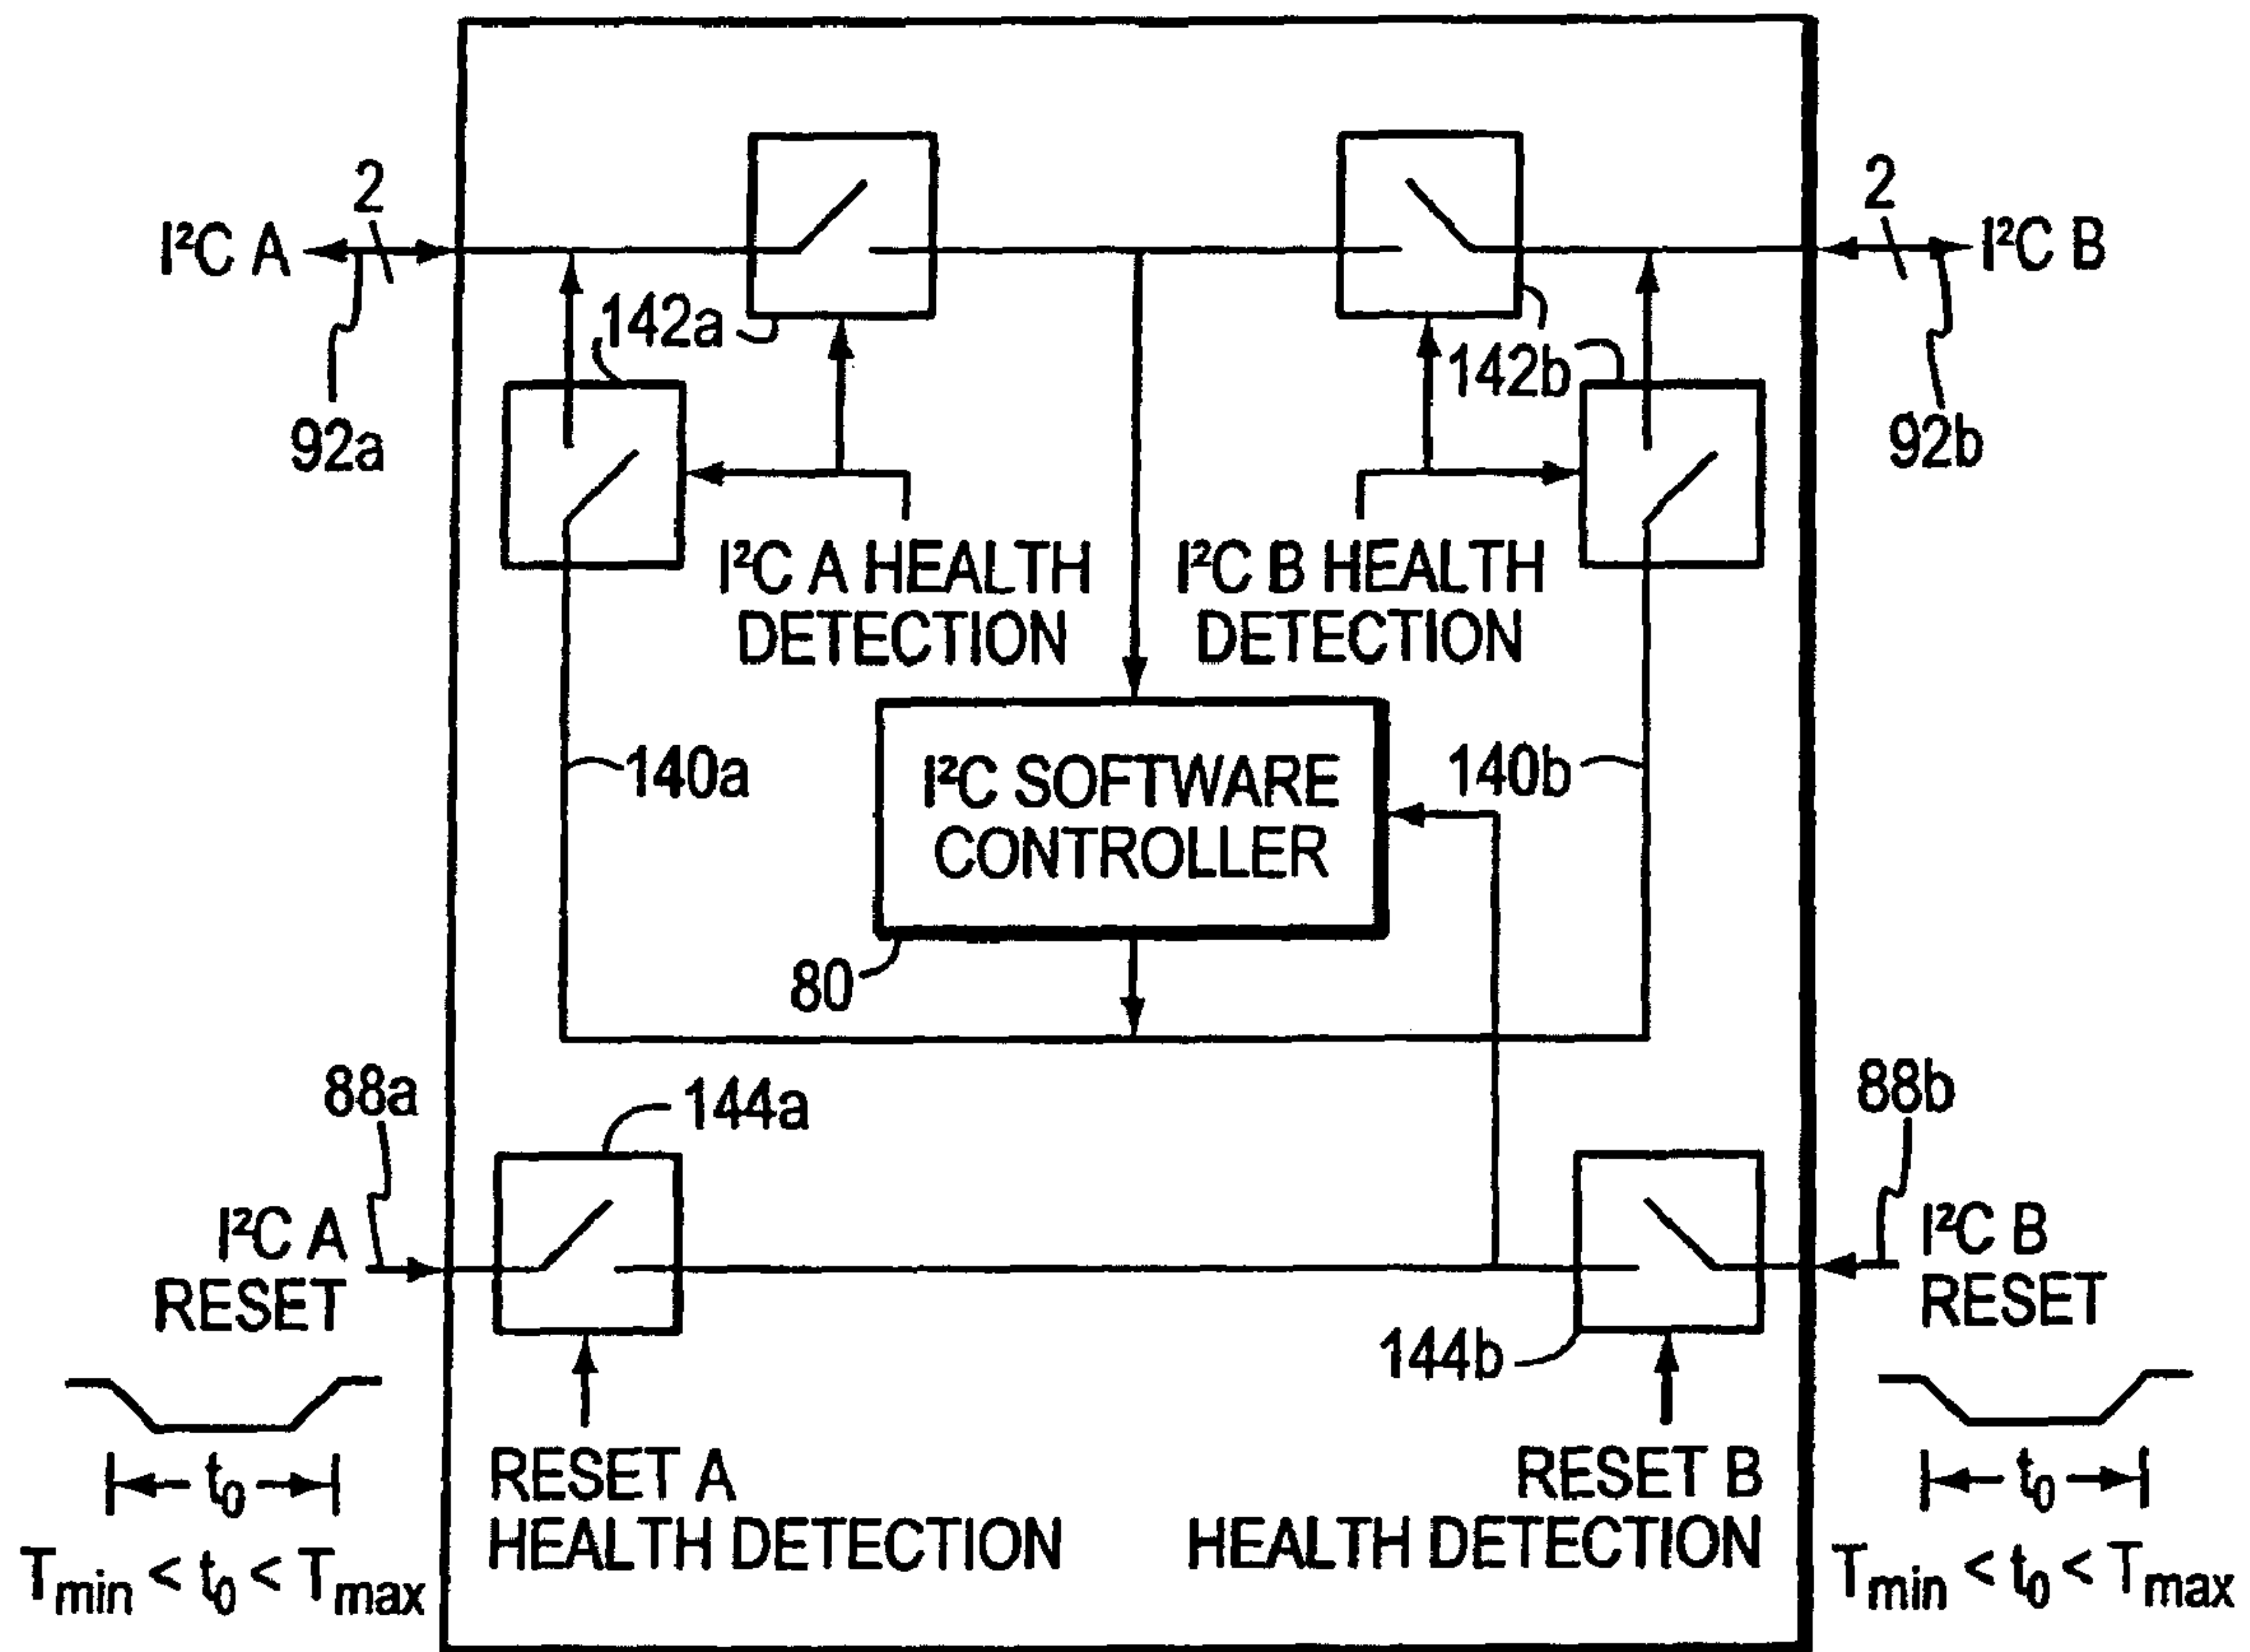 2
2
I²C A
I²C B
142a
142b
92a
92b
I²C A HEALTH
DETECTION
I²C B HEALTH
DETECTION
140a
140b
I²C SOFTWARE
CONTROLLER
80
88a
88b
144a
I²C A
RESET
I²C B
RESET
144b
t₀
RESET A
HEALTH DETECTION
RESET B
HEALTH DETECTION
t₀
Tmin < t₀ < Tmax
Tmin < t₀ < Tmax